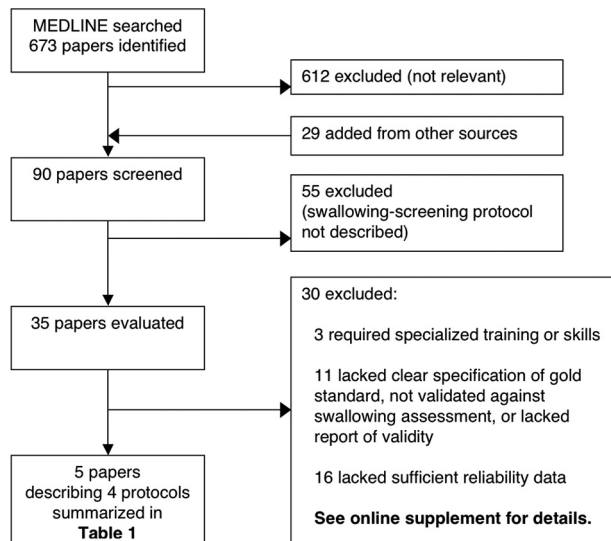 MEDLINE searched
673 papers identified
612 excluded (not relevant)
29 added from other sources
90 papers screened
55 excluded
(swallowing-screening protocol
not described)
35 papers evaluated
30 excluded:
3 required specialized training or skills
11 lacked clear specification of gold
standard, not validated against
swallowing assessment, or lacked
report of validity
16 lacked sufficient reliability data
See online supplement for details.
5 papers
describing 4 protocols
summarized in
Table 1